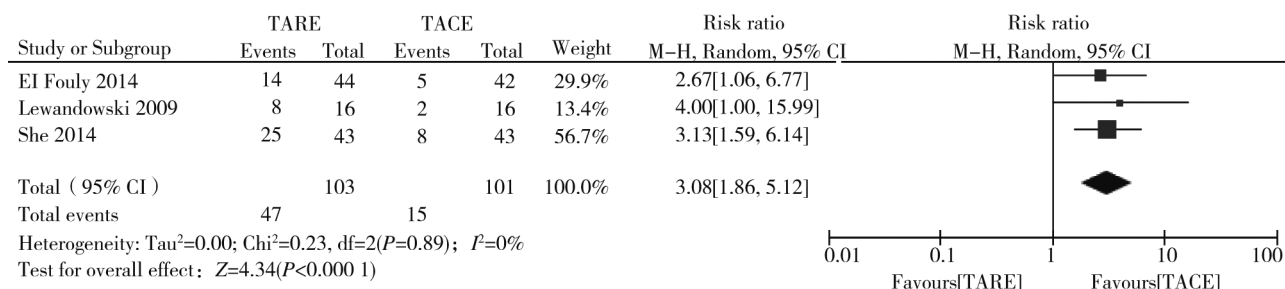 TARE TACE Risk ratio Risk ratio
Study or Subgroup Events Total Events Total Weight M-H, Random, 95% CI M-H, Random, 95% CI
EI Fouly 2014 14 44 5 42 29.9% 2.67[1.06, 6.77]
Lewandowski 2009 8 16 2 16 13.4% 4.00[1.00, 15.99]
She 2014 25 43 8 43 56.7% 3.13[1.59, 6.14]
Total（95% CI） 103 101 100.0% 3.08[1.86, 5.12]
Total events 47 15
Heterogeneity: Tau²=0.00; Chi²=0.23, df=2(P=0.89)；I²=0%
Test for overall effect：Z=4.34(P<0.000 1)
0.01 0.1 1 10 100
Favours[TARE] Favours[TACE]